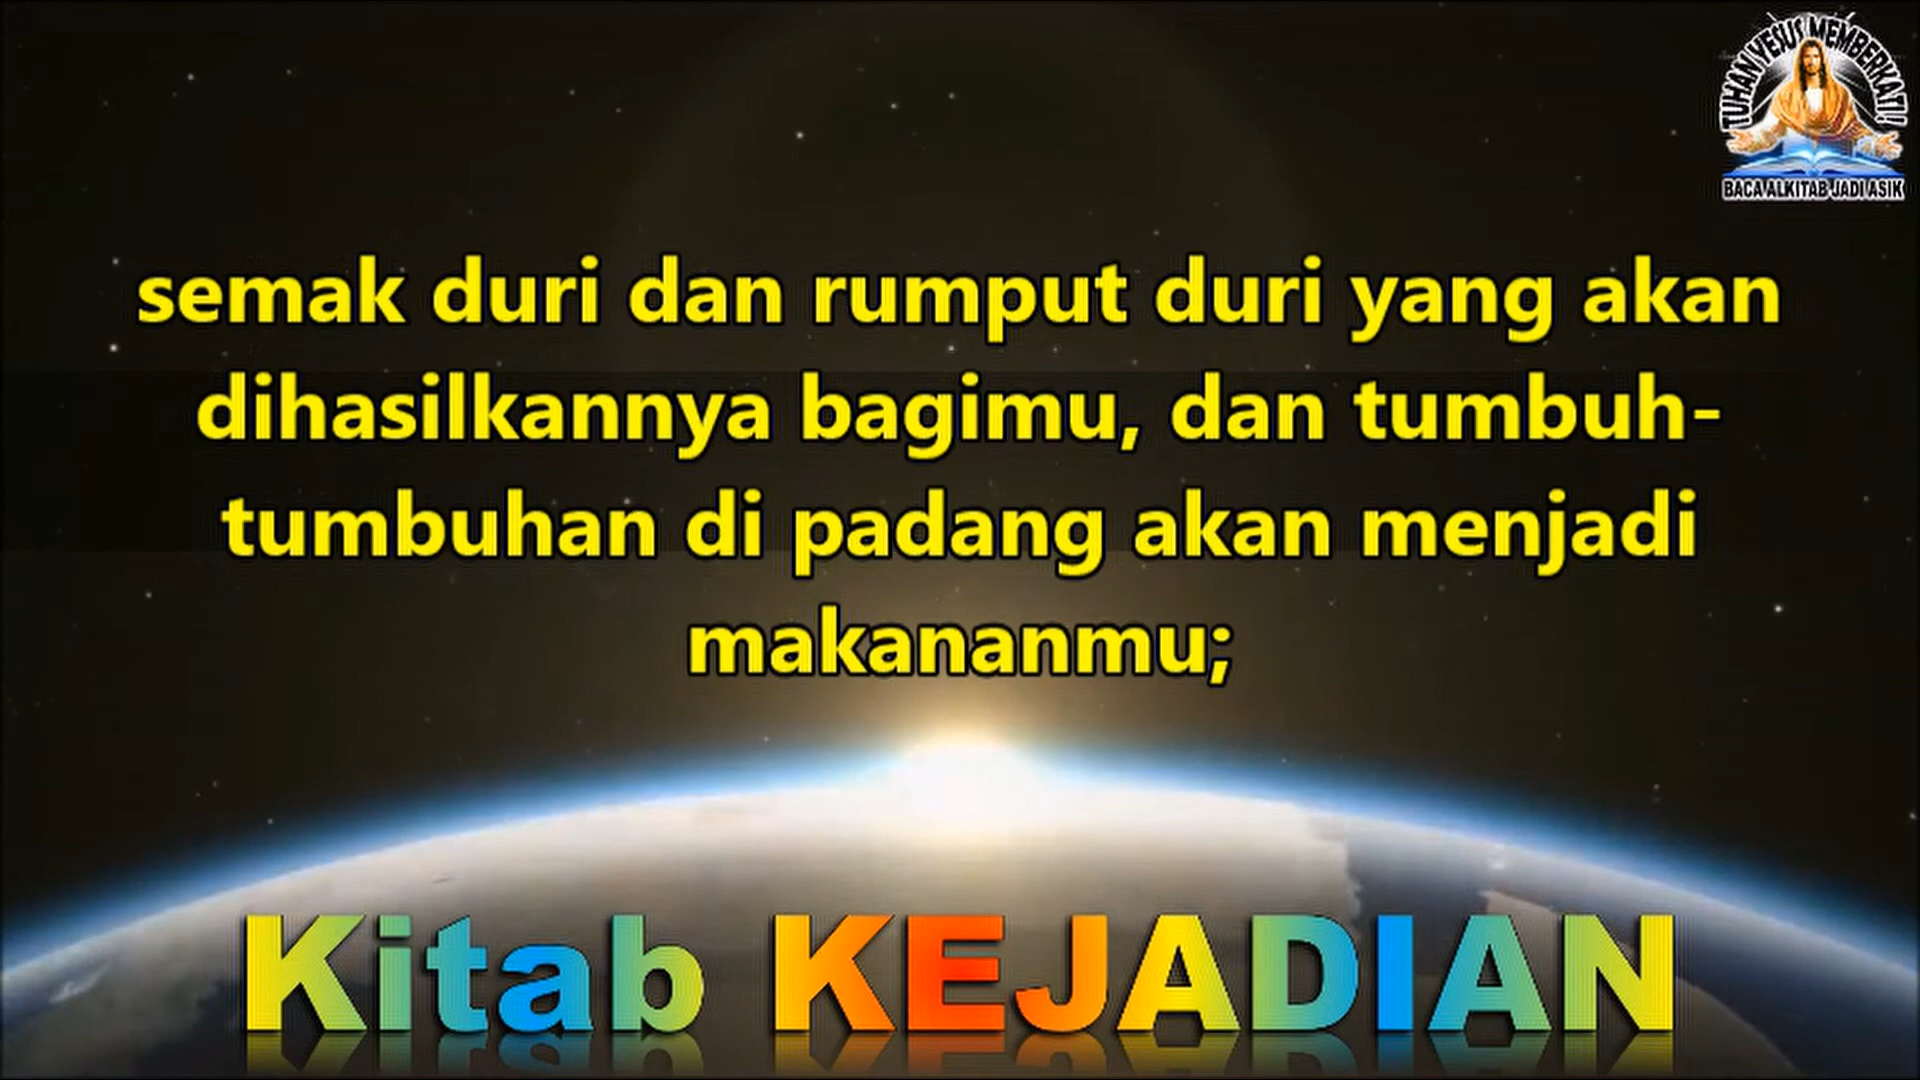 TUHAN YESUS MEMBERKATI!
BACA ALKITAB JADI ASIK
semak duri dan rumput duri yang akan
dihasilkannya bagimu, dan tumbuh-
tumbuhan di padang akan menjadi
makananmu;
Kitab KEJADIAN